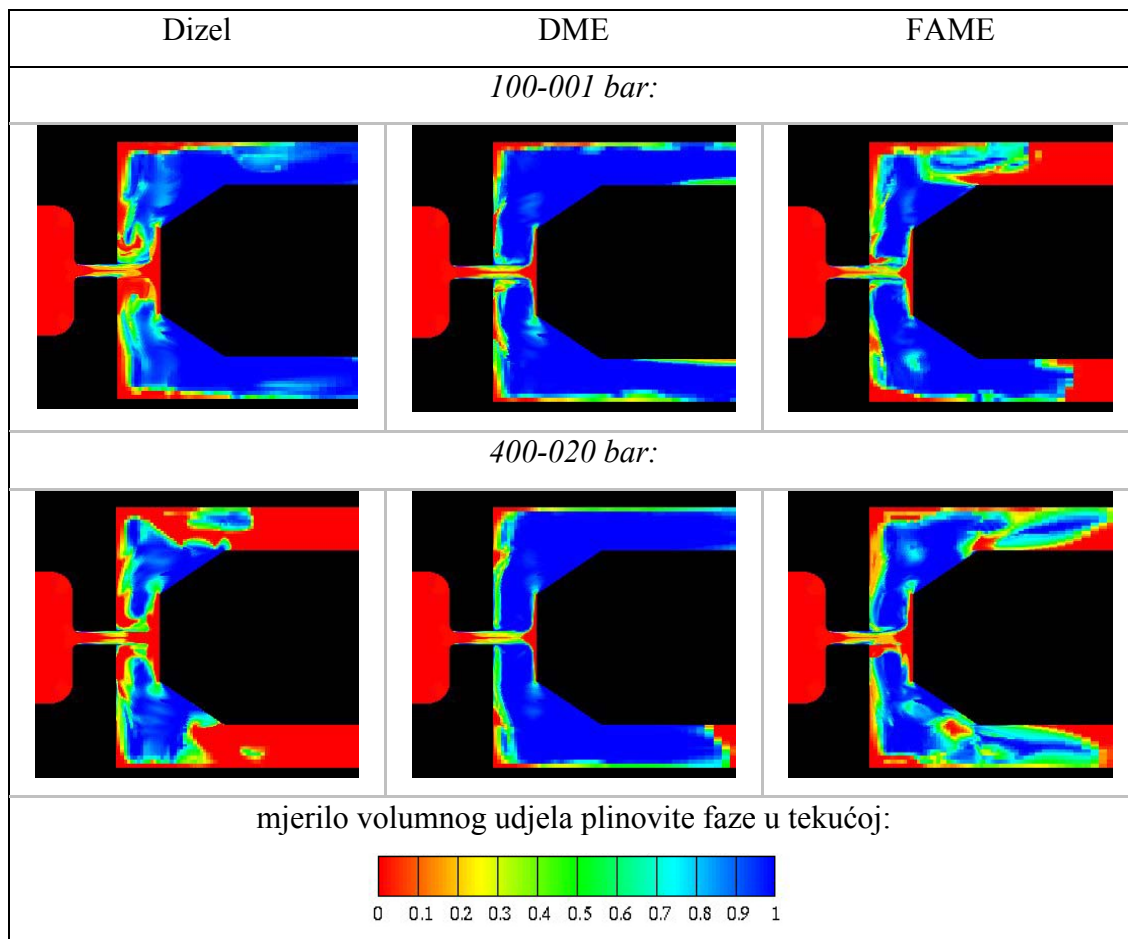 Dizel DME FAME
100-001 bar:
400-020 bar:
mjerilo volumnog udjela plinovite faze u tekućoj:
0 0.1 0.2 0.3 0.4 0.5 0.6 0.7 0.8 0.9 1